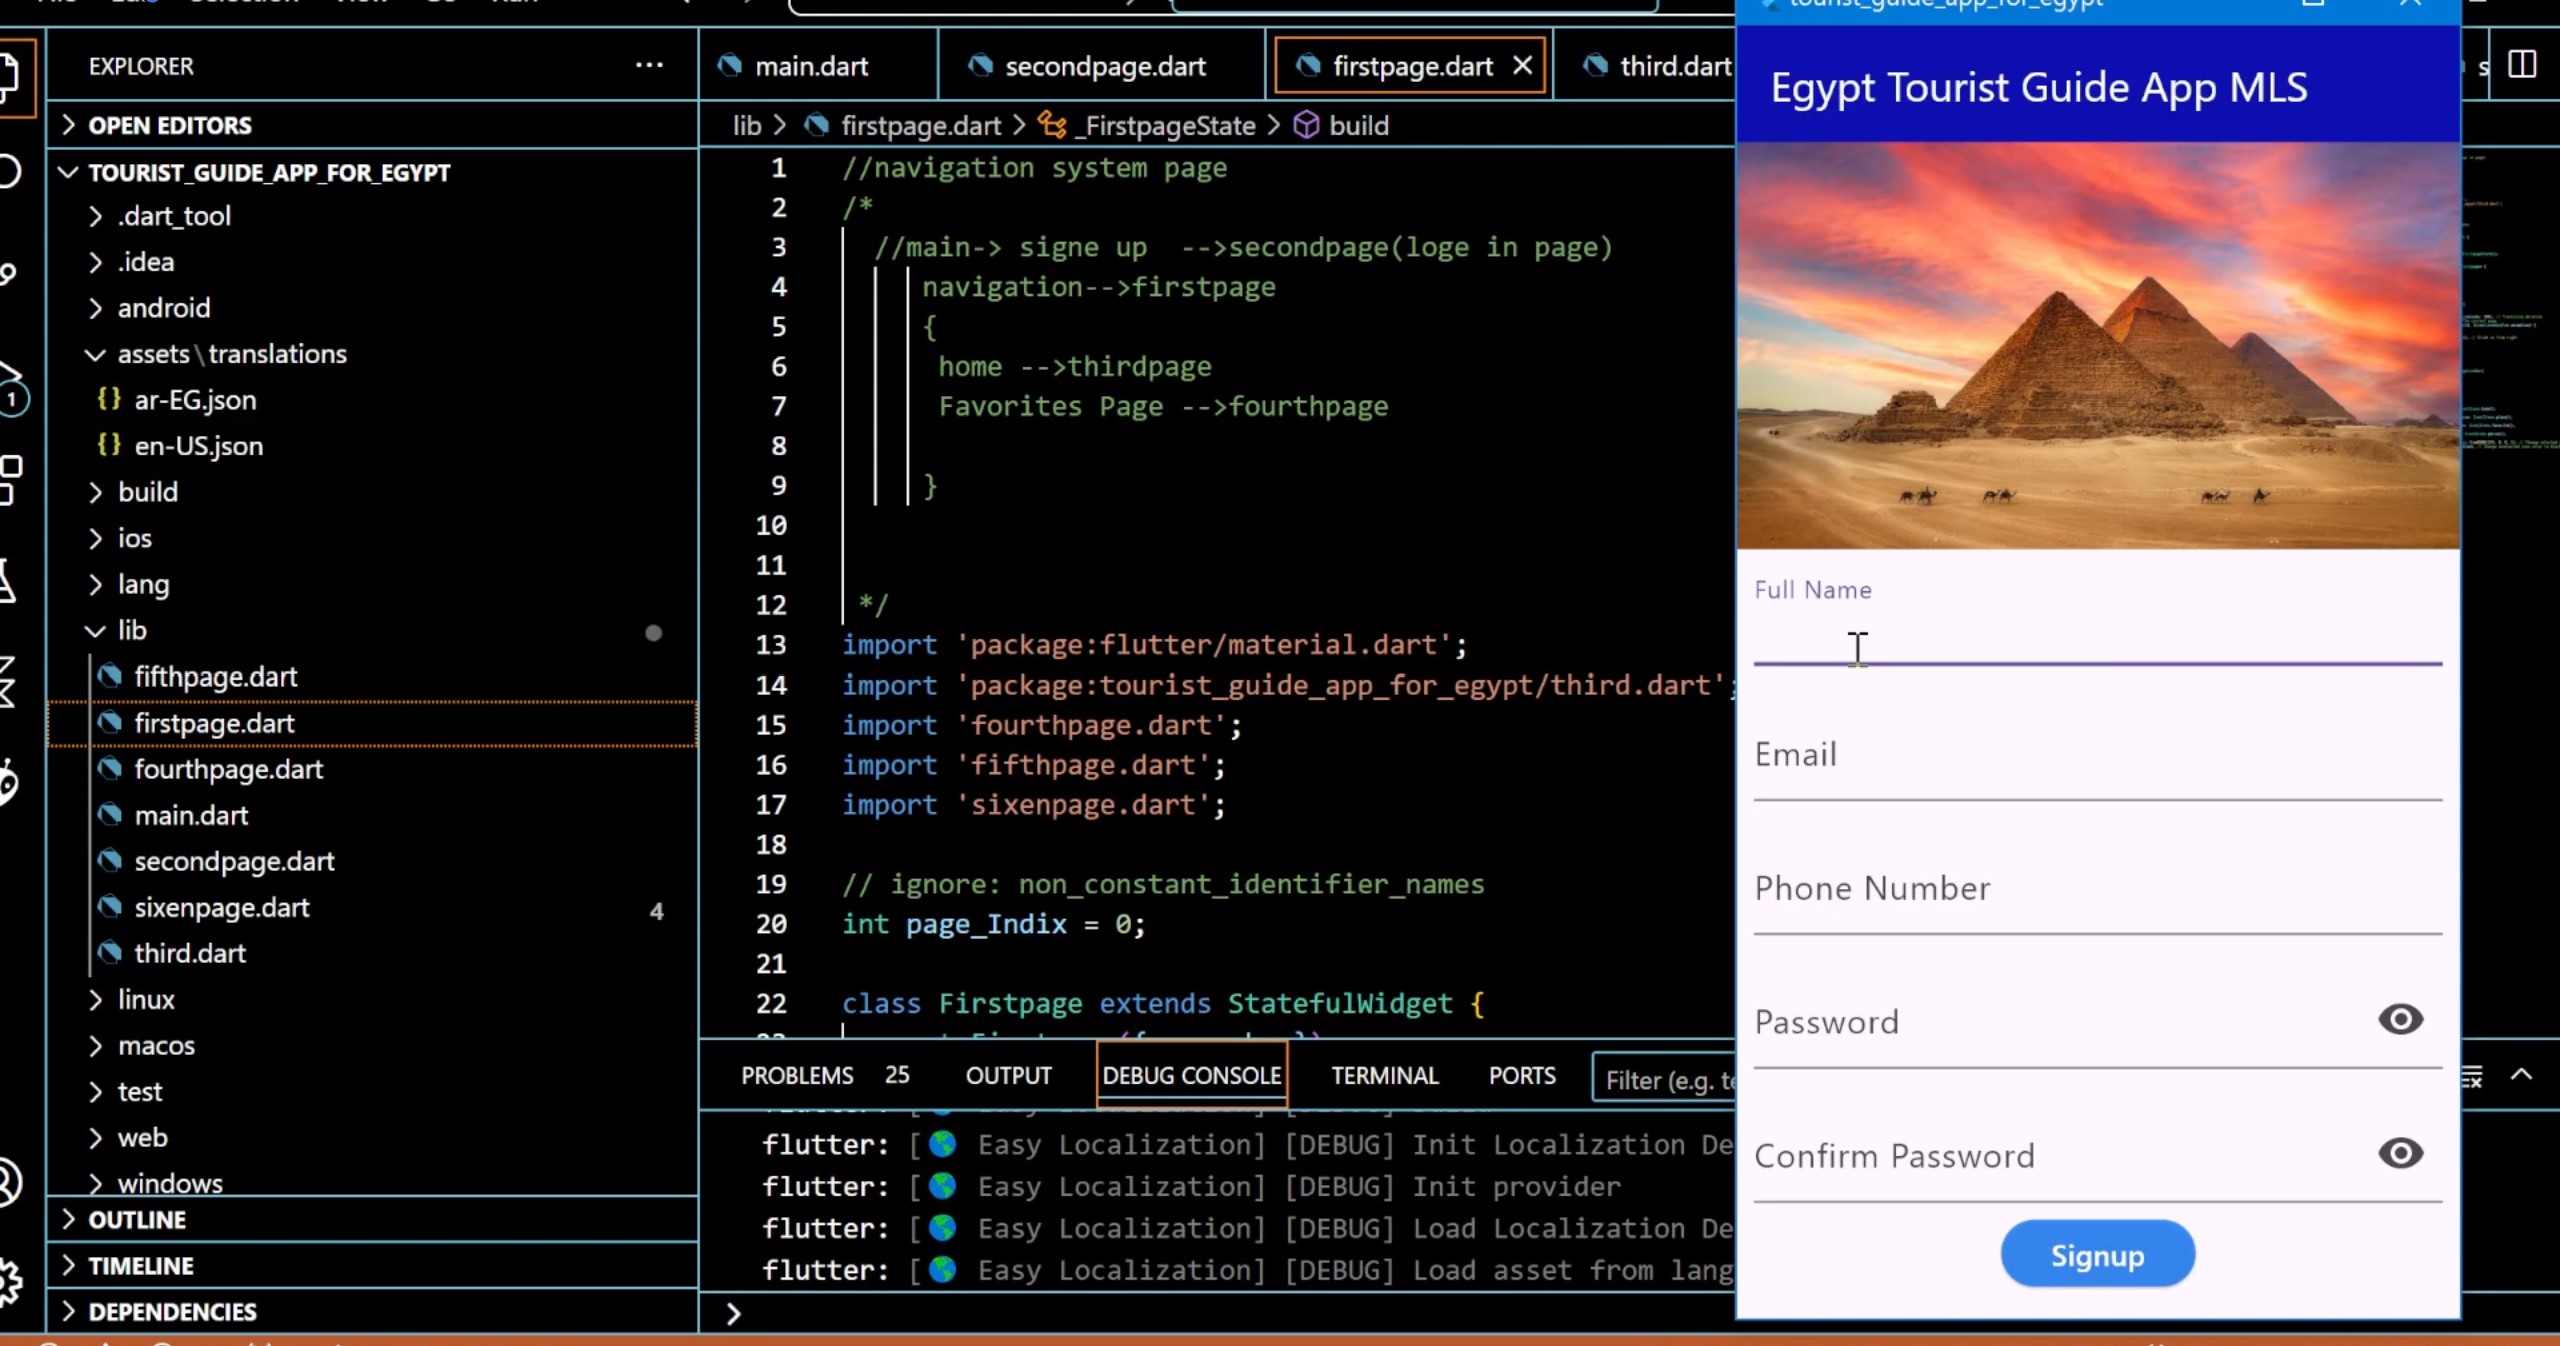 EXPLORER
OPEN EDITORS
TOURIST_GUIDE_APP_FOR_EGYPT
.dart_tool
.idea
android
assets\translations
{} ar-EG.json
{} en-US.json
build
ios
lang
lib
fifthpage.dart
firstpage.dart
fourthpage.dart
main.dart
secondpage.dart
sixenpage.dart 4
third.dart
linux
macos
test
web
windows
OUTLINE
TIMELINE
DEPENDENCIES
1
main.dart secondpage.dart firstpage.dart third.dart
lib > firstpage.dart > _FirstpageState > build
1 //navigation system page
2 /*
3 //main-> signe up -->secondpage(loge in page)
4 navigation-->firstpage
5 {
6 home -->thirdpage
7 Favorites Page -->fourthpage
8
9 }
10
11
12 */
13 import 'package:flutter/material.dart';
14 import 'package:tourist_guide_app_for_egypt/third.dart';
15 import 'fourthpage.dart';
16 import 'fifthpage.dart';
17 import 'sixenpage.dart';
18
19 // ignore: non_constant_identifier_names
20 int page_Indix = 0;
21
22 class Firstpage extends StatefulWidget {
PROBLEMS 25 OUTPUT DEBUG CONSOLE TERMINAL PORTS Filter (e.g. te
flutter: [🌎 Easy Localization] [DEBUG] Init Localization De
flutter: [🌎 Easy Localization] [DEBUG] Init provider
flutter: [🌎 Easy Localization] [DEBUG] Load Localization De
flutter: [🌎 Easy Localization] [DEBUG] Load asset from lang
tourist_guide_app_for_egypt
Egypt Tourist Guide App MLS
Full Name
Email
Phone Number
Password
Confirm Password
Signup